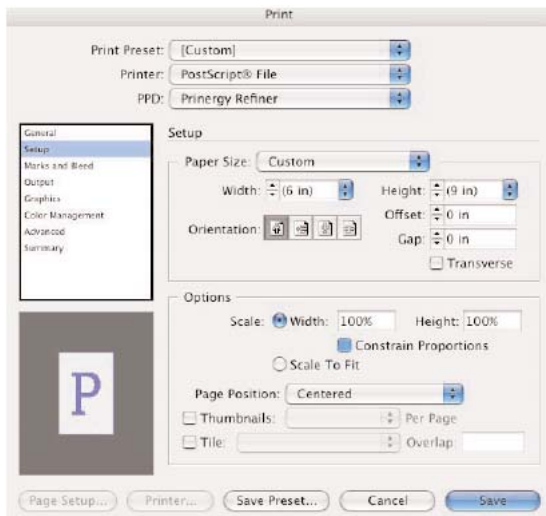 Print
Print Preset: [Custom]
Printer: PostScript® File
PPD: Prinergy Refiner
General
Setup
Marks and Bleed
Output
Graphics
Color Management
Advanced
Summary
Setup
Paper Size: Custom
Width: (6 in) Height: (9 in)
Orientation: Offset: 0 in
Gap: 0 in
Transverse
Options
Scale: Width: 100% Height: 100%
Constrain Proportions
Scale To Fit
Page Position: Centered
Thumbnails: Per Page
Tile: Overlap:
P
Page Setup... Printer... Save Preset... Cancel Save